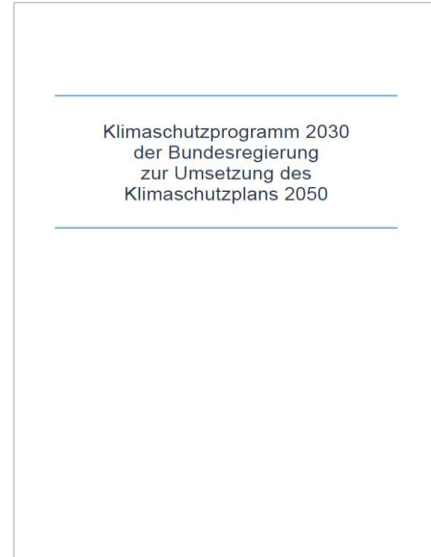 Klimaschutzprogramm 2030
der Bundesregierung
zur Umsetzung des
Klimaschutzplans 2050